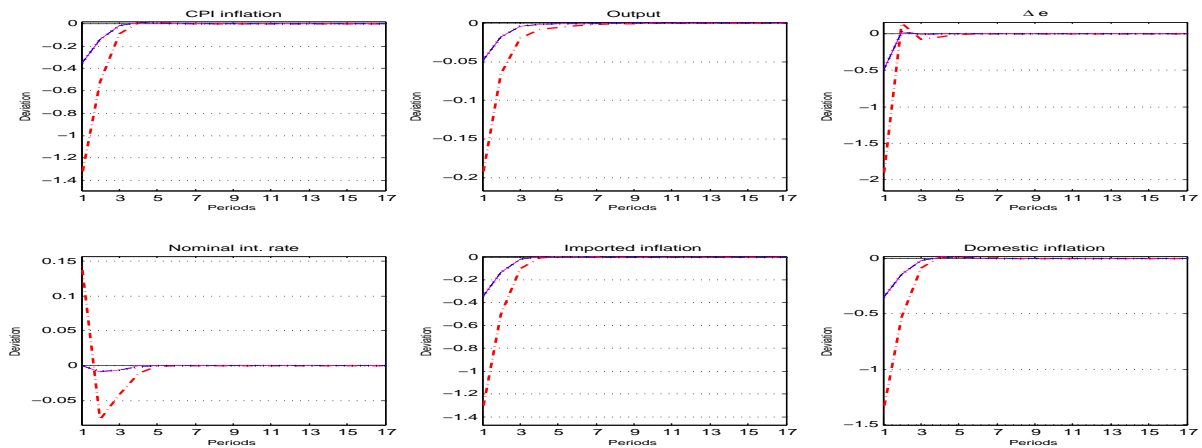 CPI inflation
0
−0.2
−0.4
−0.6
−0.8
−1
−1.2
−1.4
Deviation
1 3 5 7 9 11 13 15 17
Periods
Output
0
−0.05
−0.1
−0.15
−0.2
Deviation
1 3 5 7 9 11 13 15 17
Periods
Δ e
0
−0.5
−1
−1.5
−2
Deviation
1 3 5 7 9 11 13 15 17
Periods
Nominal int. rate
0.15
0.1
0.05
0
−0.05
Deviation
1 3 5 7 9 11 13 15 17
Periods
Imported inflation
0
−0.2
−0.4
−0.6
−0.8
−1
−1.2
−1.4
Deviation
1 3 5 7 9 11 13 15 17
Periods
Domestic inflation
0
−0.5
−1
−1.5
Deviation
1 3 5 7 9 11 13 15 17
Periods